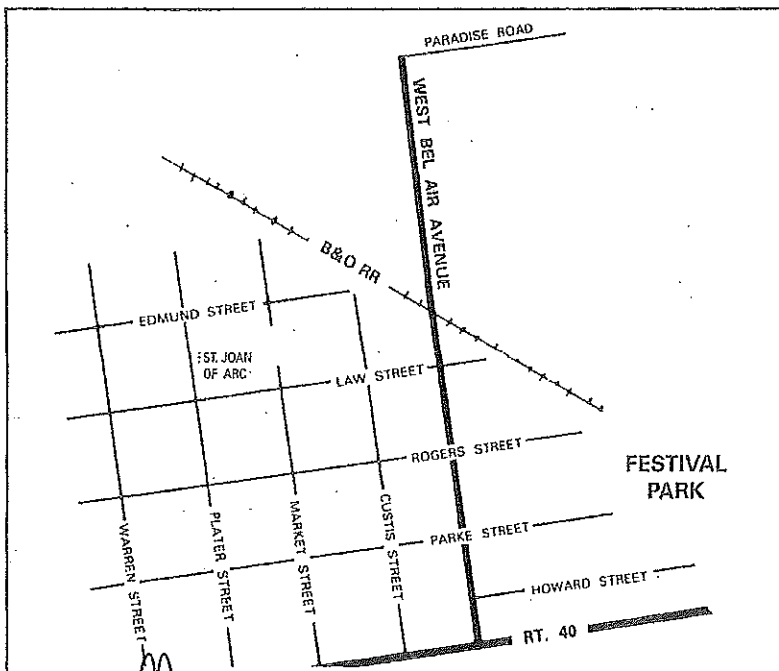 PARADISE ROAD
WEST BEL AIR AVENUE
B&O RR
EDMUND STREET
ST. JOAN
OF ARC
LAW STREET
ROGERS STREET
FESTIVAL
PARK
WARREN STREET
PLATER STREET
MARKET STREET
CUSTIS STREET
PARKE STREET
HOWARD STREET
RT. 40